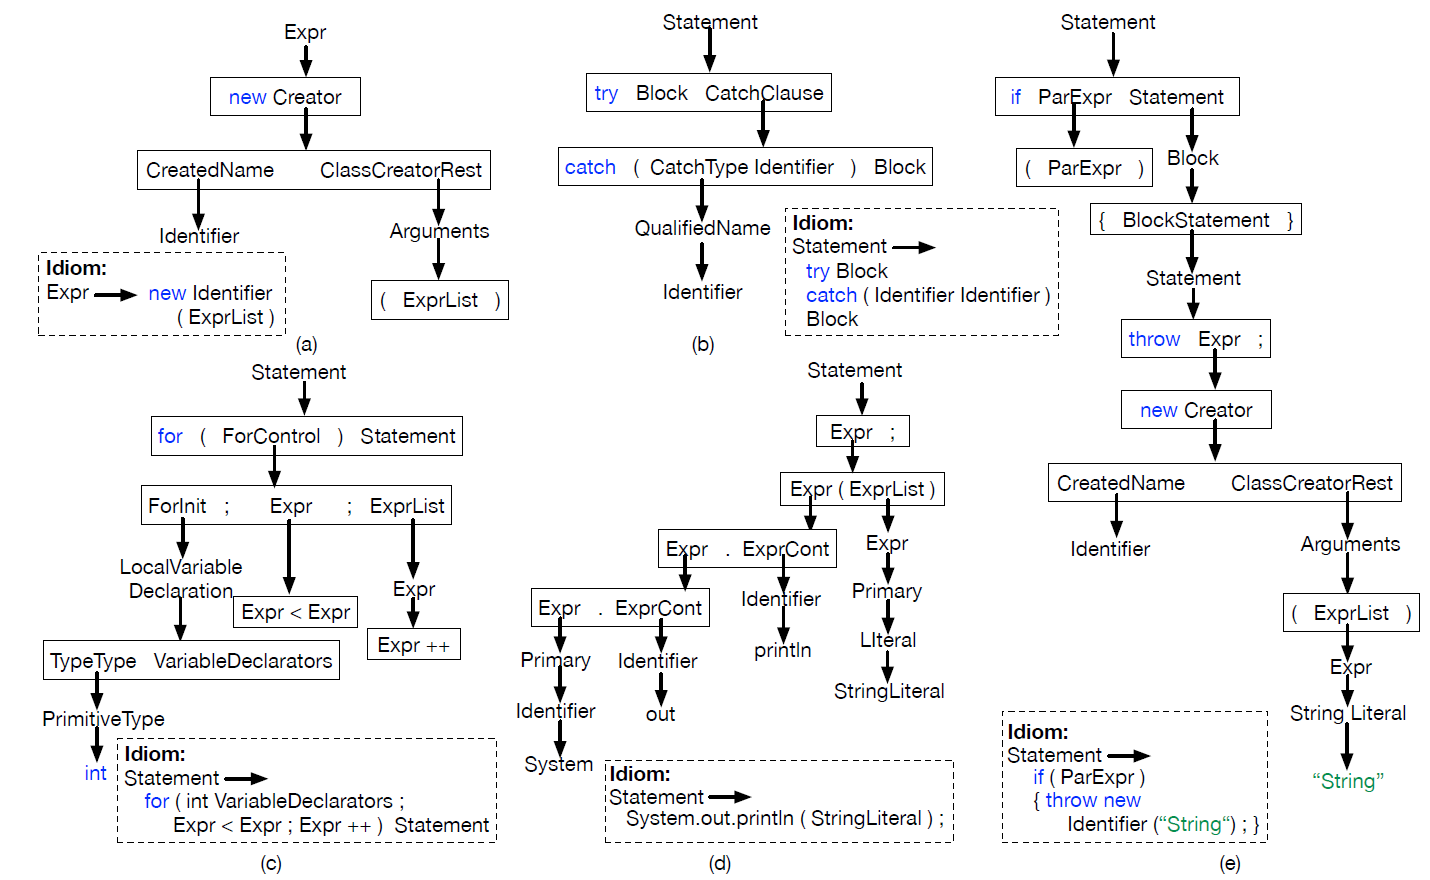 Expr
new Creator
CreatedName ClassCreatorRest
Identifier
Arguments
( ExprList )
Idiom:
Expr new Identifier
( ExprList )
(a)
Statement
try Block CatchClause
catch ( CatchType Identifier ) Block
QualifiedName
Identifier
Idiom:
Statement
try Block
catch ( Identifier Identifier )
Block
(b)
Statement
for ( ForControl ) Statement
ForInit ; Expr ; ExprList
LocalVariable
Declaration
Expr < Expr
Expr
Expr ++
TypeType VariableDeclarators
PrimitiveType
int
Idiom:
Statement
for ( int VariableDeclarators ;
Expr < Expr ; Expr ++ ) Statement
(c)
Statement
Expr ;
Expr ( ExprList )
Expr . ExprCont
Expr
Expr . ExprCont
Identifier
Primary
println
LIteral
StringLiteral
Primary
Identifier
Identifier
out
System
Idiom:
Statement
System.out.println ( StringLiteral ) ;
(d)
Statement
if ParExpr Statement
( ParExpr )
Block
{ BlockStatement }
Statement
throw Expr ;
new Creator
CreatedName ClassCreatorRest
Identifier
Arguments
( ExprList )
Expr
String Literal
“String”
Idiom:
Statement
if ( ParExpr )
{ throw new
Identifier (“String“) ; }
(e)